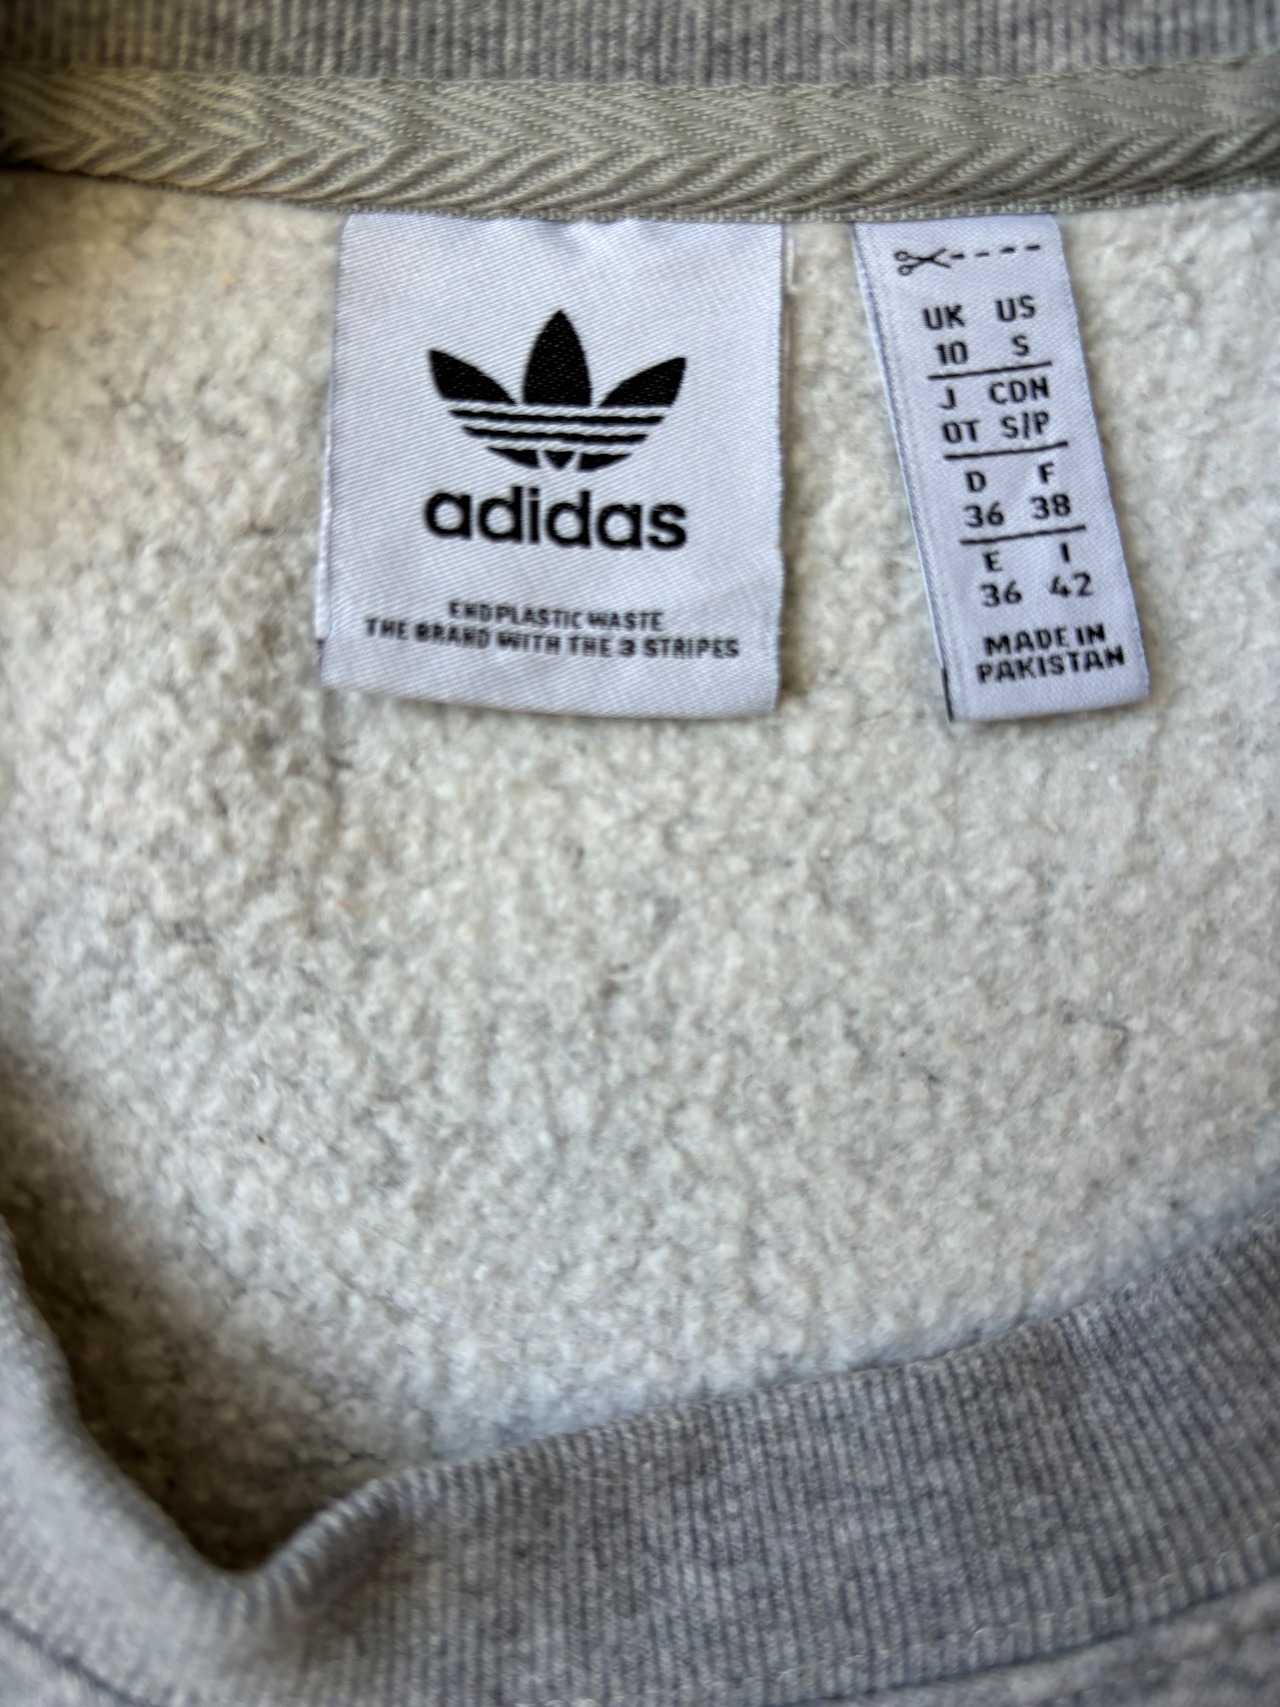 adidas
END PLASTIC WASTE
THE BRAND WITH THE 3 STRIPES
UK US
10 S
J CDN
OT S/P
D F
36 38
E I
36 42
MADE IN
PAKISTAN